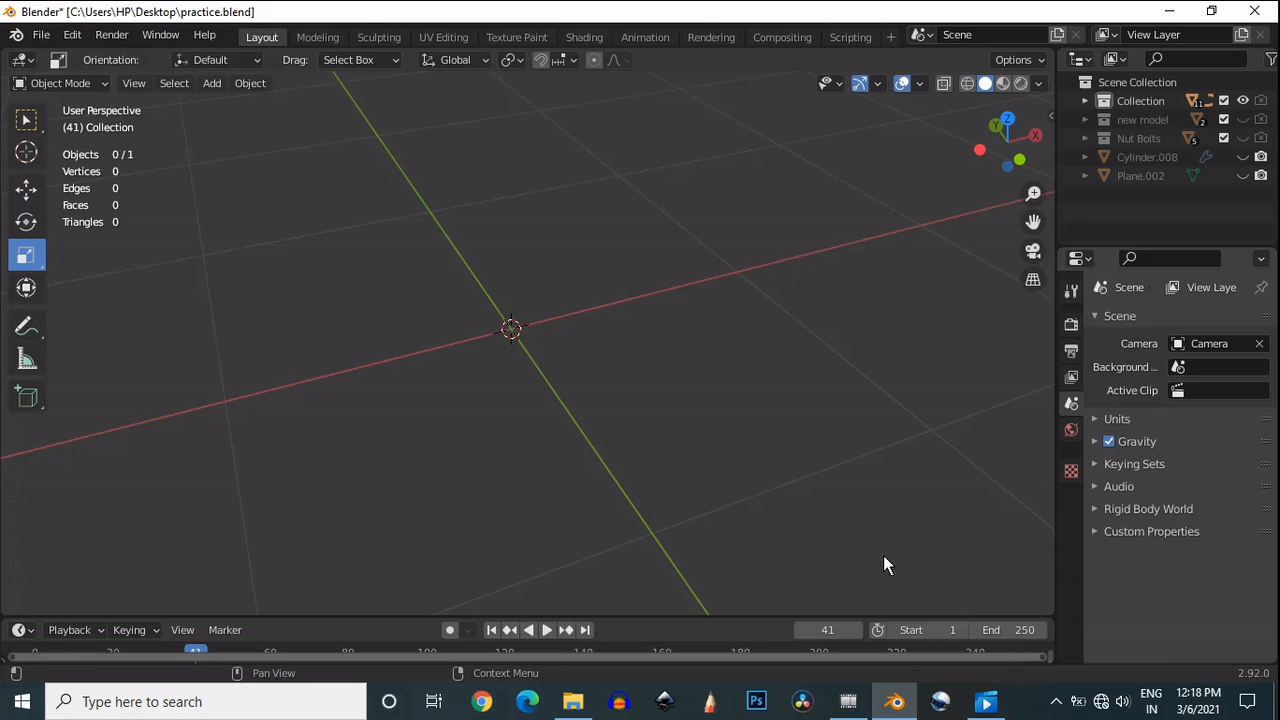 Blender* [C:\Users\HP\Desktop\practice.blend]
File Edit Render Window Help Layout Modeling Sculpting UV Editing Texture Paint Shading Animation Rendering Compositing Scripting + Scene View Layer
Orientation: Default Drag: Select Box Global Options
Object Mode View Select Add Object
User Perspective
(41) Collection
Objects 0 / 1
Vertices 0
Edges 0
Faces 0
Triangles 0
Z
Y
X
Scene Collection
Collection 11
new model 2
Nut Bolts 5
Cylinder.008
Plane.002
Scene View Laye
Scene
Camera Camera
Background ...
Active Clip
Units
Gravity
Keying Sets
Audio
Rigid Body World
Custom Properties
Playback Keying View Marker 41 Start 1 End 250
Pan View Context Menu 2.92.0
Type here to search
Ps
ENG
IN
12:18 PM
3/6/2021